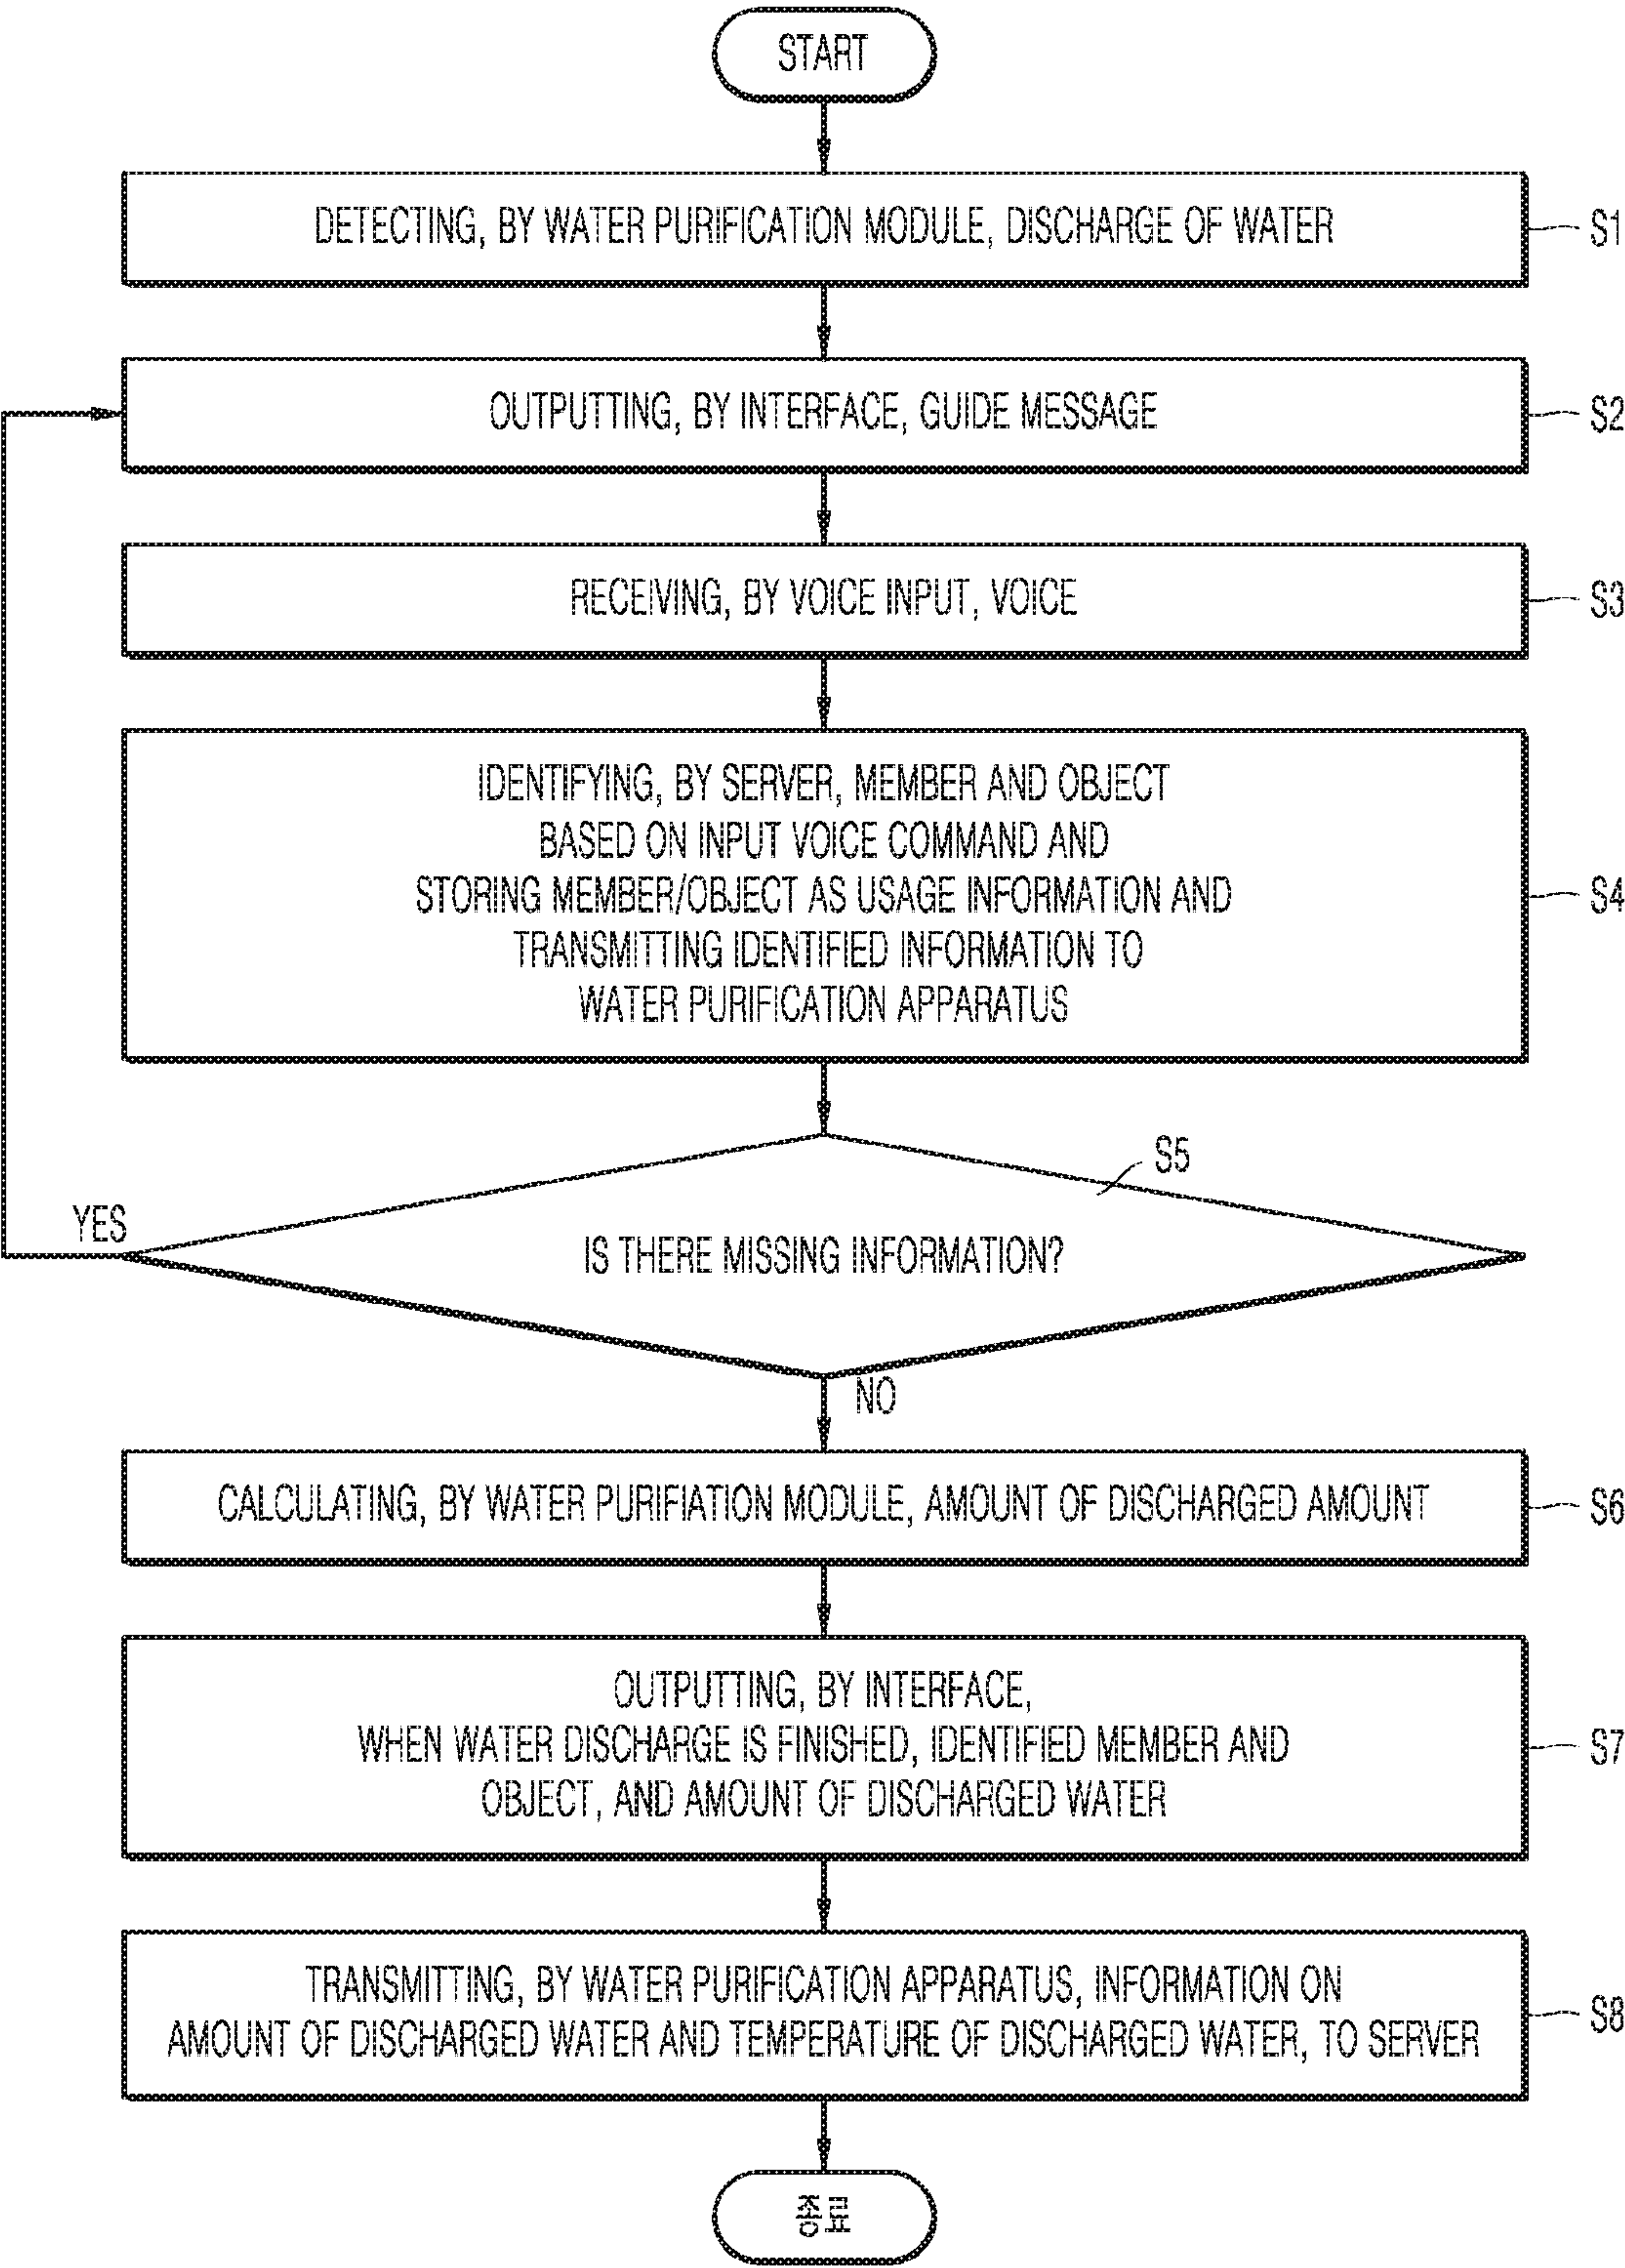 START
DETECTING, BY WATER PURIFICATION MODULE, DISCHARGE OF WATER
S1
OUTPUTTING, BY INTERFACE, GUIDE MESSAGE
S2
RECEIVING, BY VOICE INPUT, VOICE
S3
IDENTIFYING, BY SERVER, MEMBER AND OBJECT
BASED ON INPUT VOICE COMMAND AND
STORING MEMBER/OBJECT AS USAGE INFORMATION AND
TRANSMITTING IDENTIFIED INFORMATION TO
WATER PURIFICATION APPARATUS
S4
S5
YES
IS THERE MISSING INFORMATION?
NO
CALCULATING, BY WATER PURIFIATION MODULE, AMOUNT OF DISCHARGED AMOUNT
S6
OUTPUTTING, BY INTERFACE,
WHEN WATER DISCHARGE IS FINISHED, IDENTIFIED MEMBER AND
OBJECT, AND AMOUNT OF DISCHARGED WATER
S7
TRANSMITTING, BY WATER PURIFICATION APPARATUS, INFORMATION ON
AMOUNT OF DISCHARGED WATER AND TEMPERATURE OF DISCHARGED WATER, TO SERVER
S8
종료